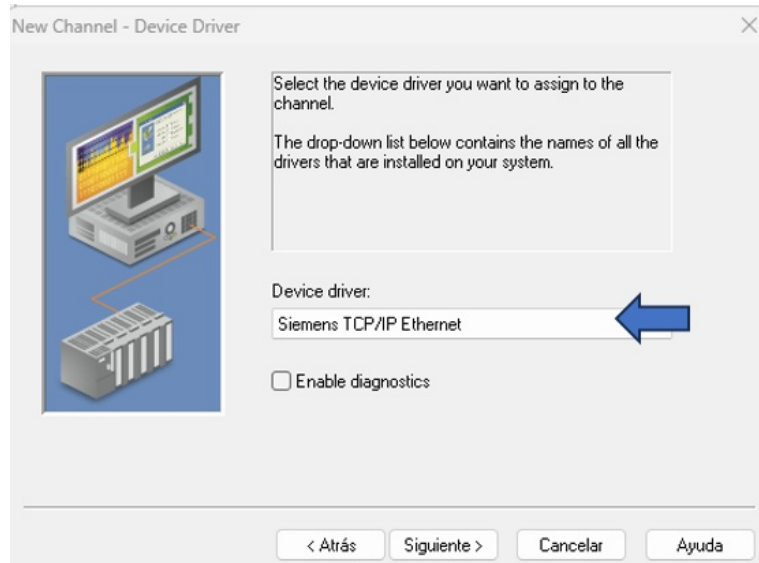 New Channel - Device Driver
Select the device driver you want to assign to the
channel.
The drop-down list below contains the names of all the
drivers that are installed on your system.
Device driver:
Siemens TCP/IP Ethernet
Enable diagnostics
< Atrás
Siguiente >
Cancelar
Ayuda